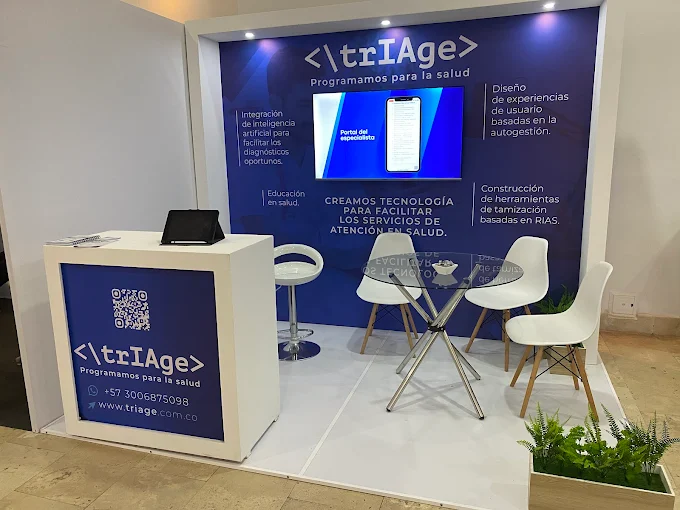 <\trIAge>
Programamos para la salud
Integración
de inteligencia
artificial para
facilitar los
diagnósticos
oportunos.
Educación
en salud.
Portal del
especialista
Diseño
de experiencias
de usuario
basadas en la
autogestión.
CREAMOS TECNOLOGÍA
PARA FACILITAR
LOS SERVICIOS DE
ATENCIÓN EN SALUD.
Construcción
de herramientas
de tamización
basadas en RIAS.
<\trIAge>
Programamos para la salud
+57 3006875098
www.triage.com.co